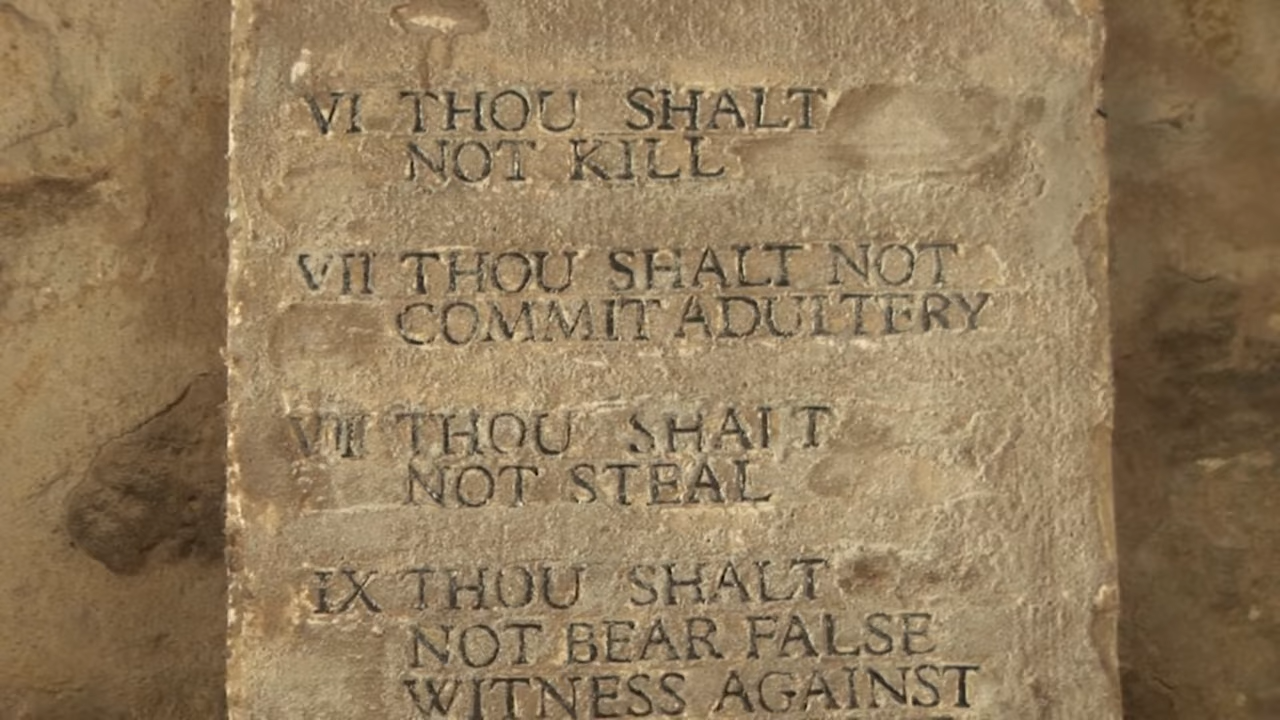 VI THOU SHALT
NOT KILL
VII THOU SHALT NOT
COMMIT ADULTERY
VIII THOU SHALT
NOT STEAL
IX THOU SHALT
NOT BEAR FALSE
WITNESS AGAINST